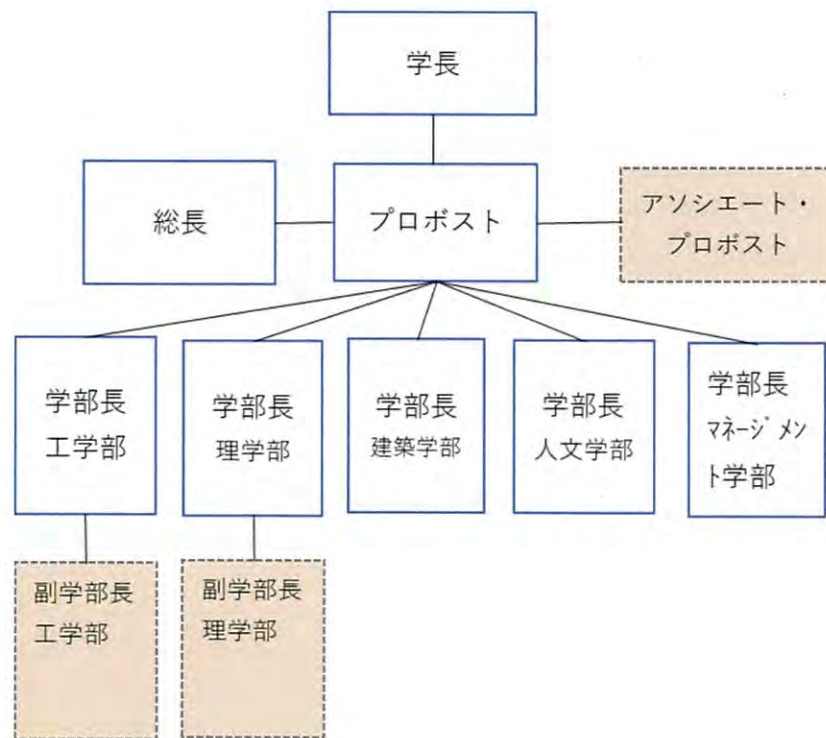 学長
総長
プロボスト
アソシエート・
プロボスト
学部長
工学部
学部長
理学部
学部長
建築学部
学部長
人文学部
学部長
ﾏﾈｰｼﾞﾒﾝ
ﾄ学部
副学部長
工学部
副学部長
理学部